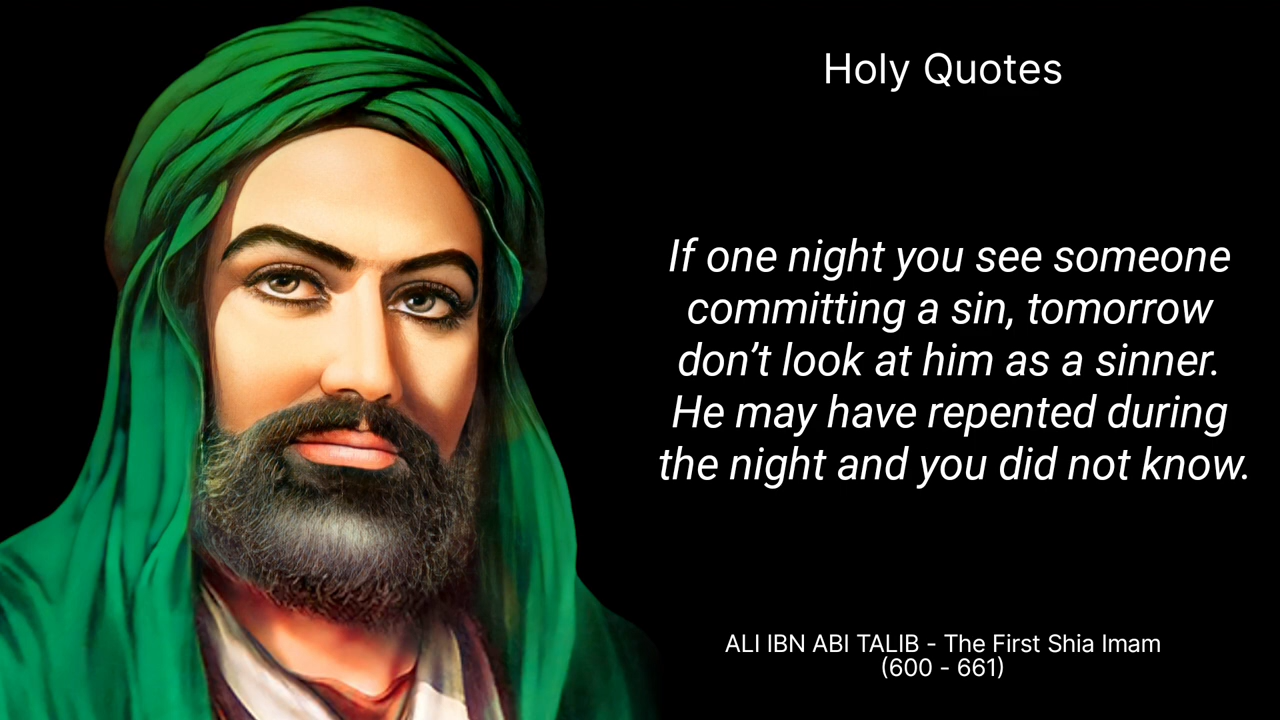 Holy Quotes
If one night you see someone
committing a sin, tomorrow
don’t look at him as a sinner.
He may have repented during
the night and you did not know.
ALI IBN ABI TALIB - The First Shia Imam
(600 - 661)